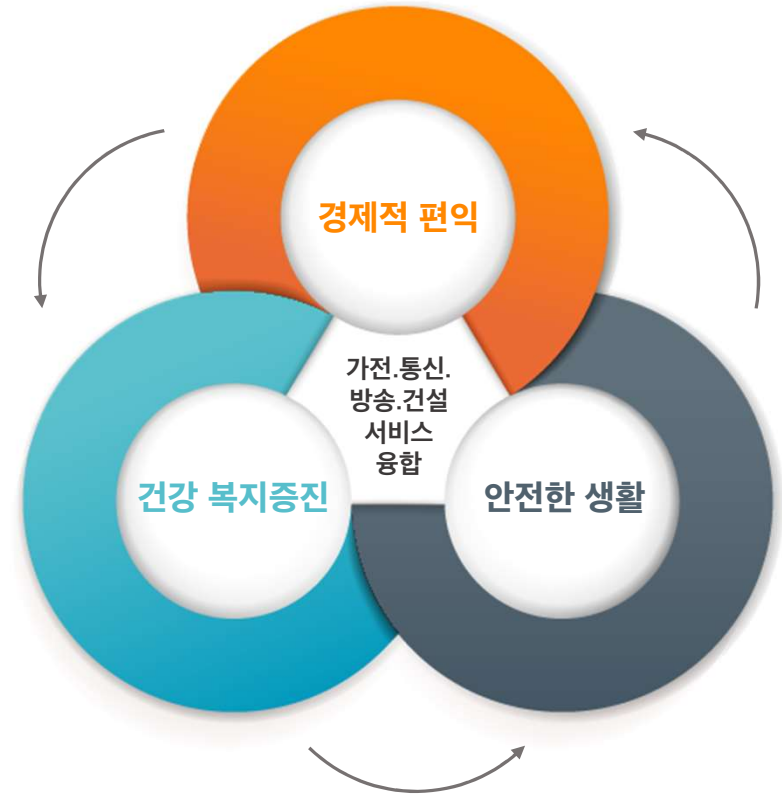 경제적 편익
가전.통신.
방송.건설
서비스
융합
건강 복지증진
안전한 생활